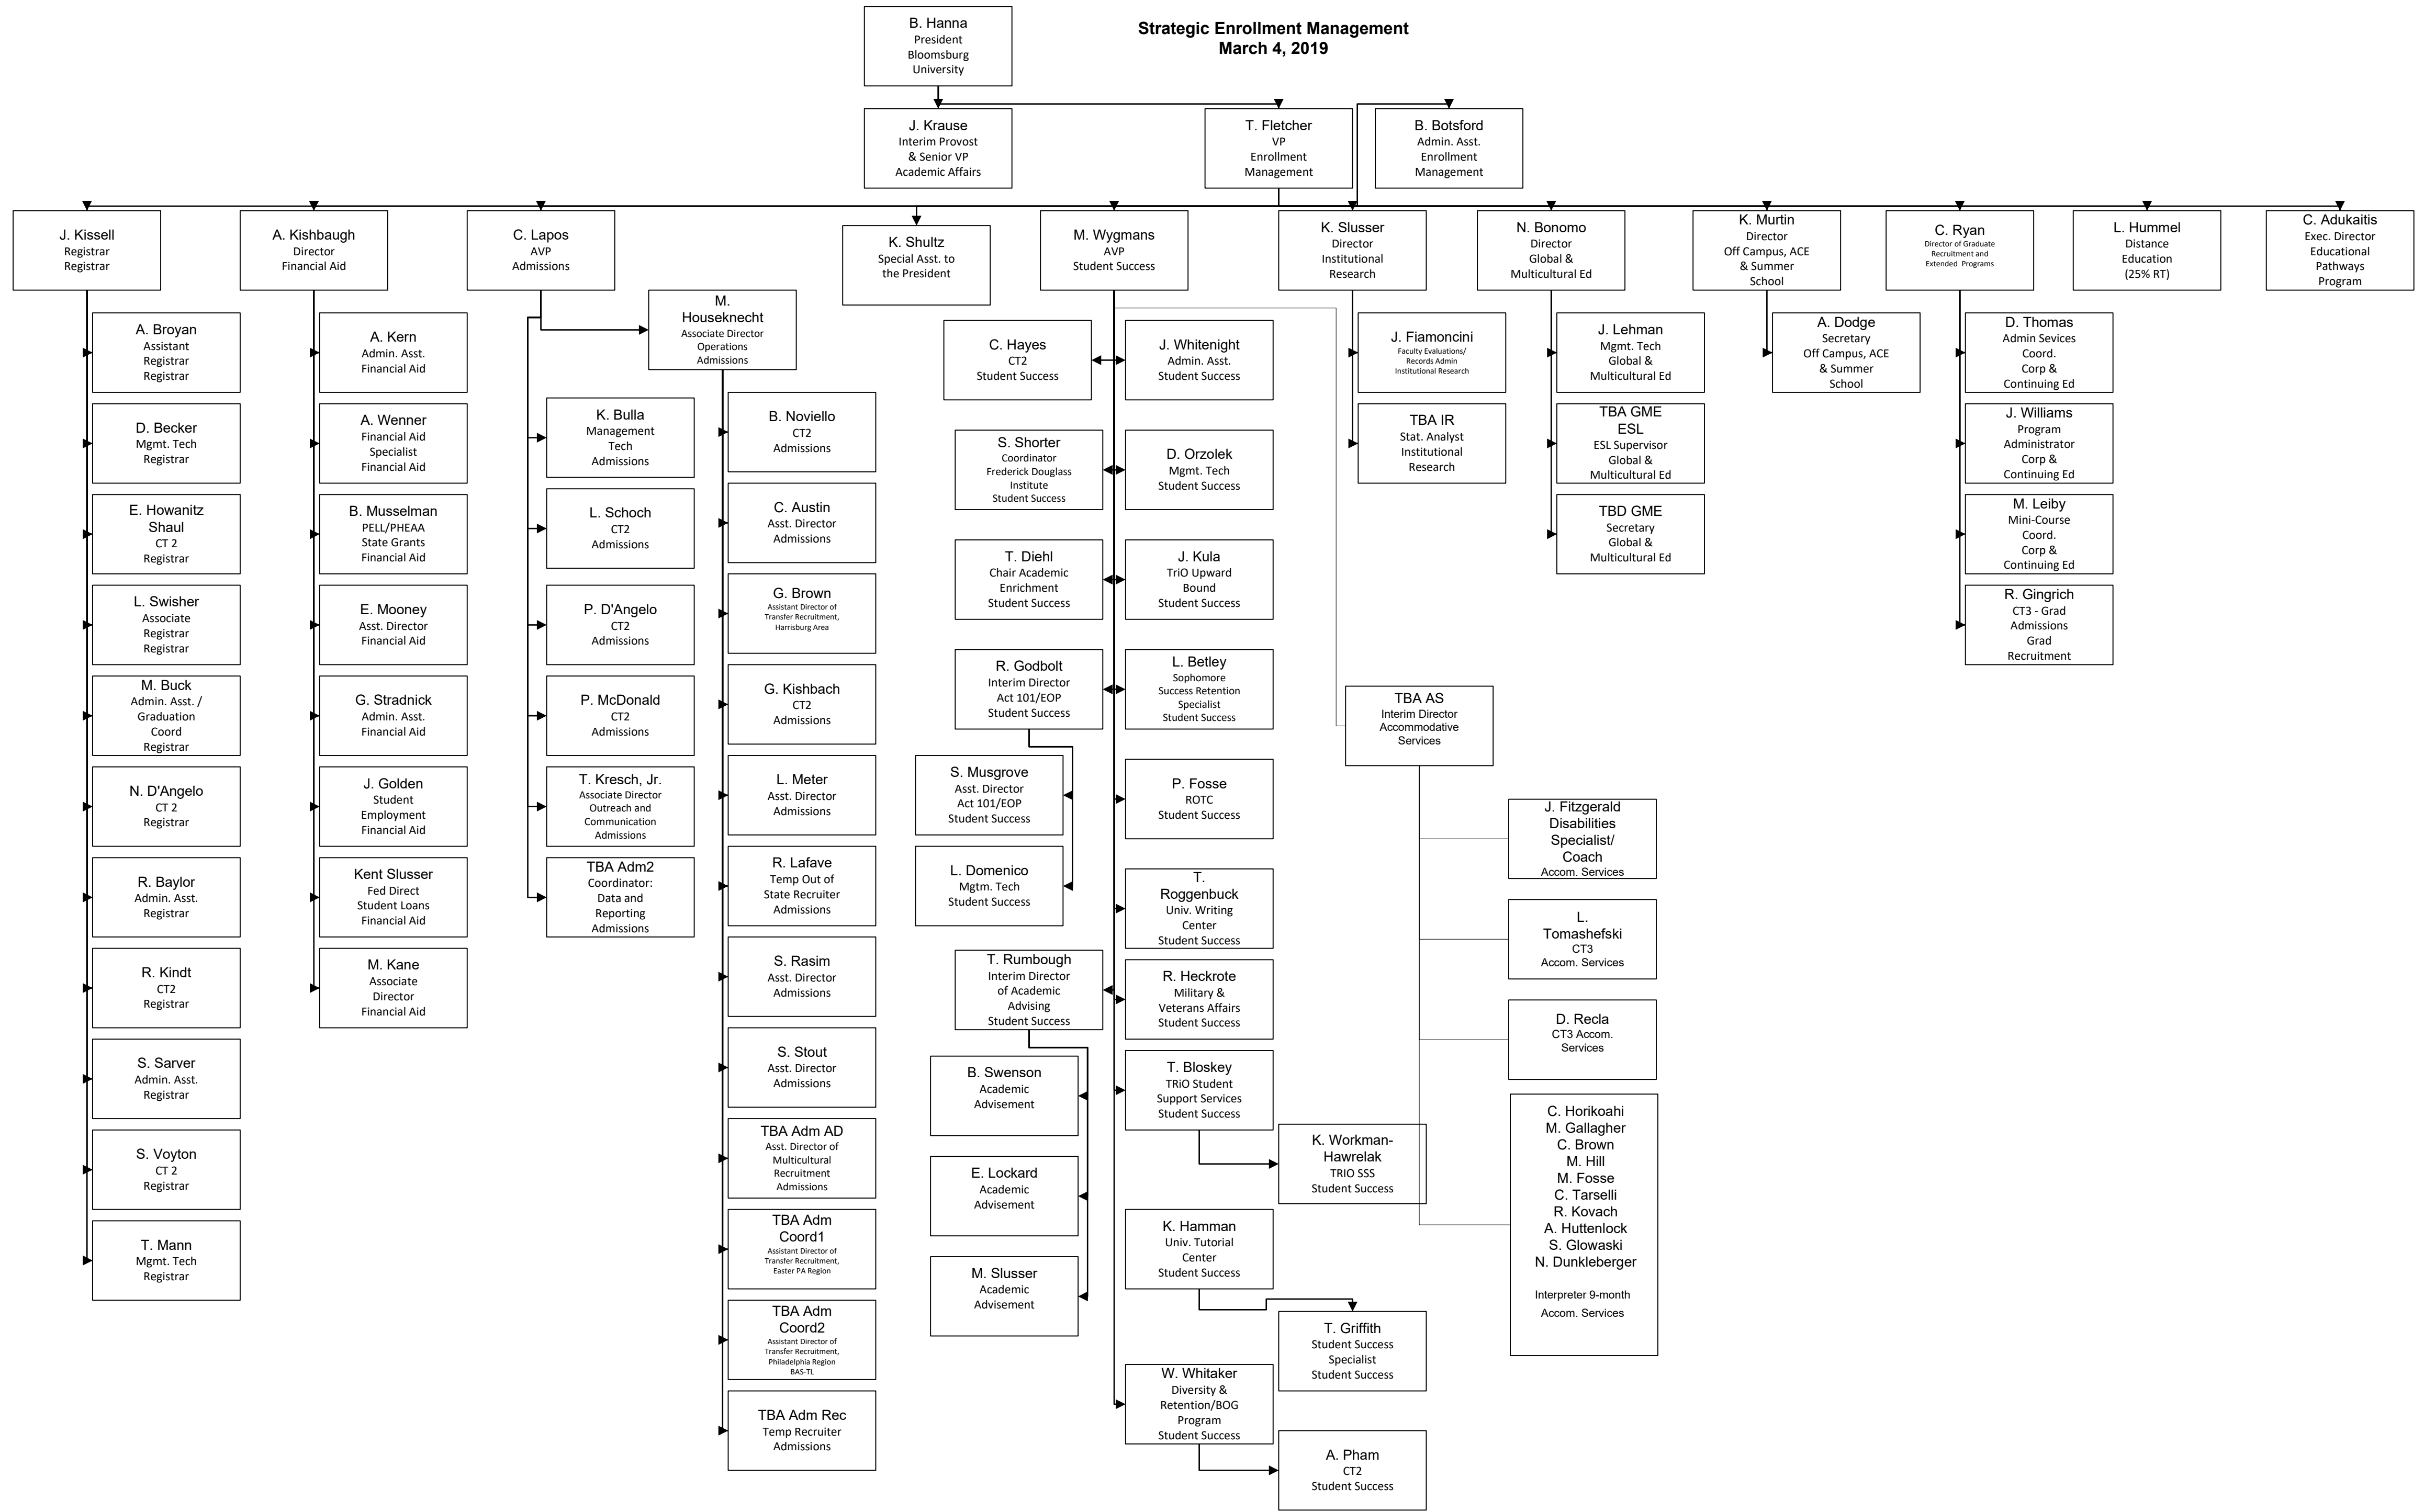 B. Hanna
President
Bloomsburg
University
Strategic Enrollment Management
March 4, 2019
J. Krause
Interim Provost
& Senior VP
Academic Affairs
T. Fletcher
VP
Enrollment
Management
B. Botsford
Admin. Asst.
Enrollment
Management
J. Kissell
Registrar
Registrar
A. Kishbaugh
Director
Financial Aid
C. Lapos
AVP
Admissions
K. Shultz
Special Asst. to
the President
M. Wygmans
AVP
Student Success
K. Slusser
Director
Institutional
Research
N. Bonomo
Director
Global &
Multicultural Ed
K. Murtin
Director
Off Campus, ACE
& Summer
School
C. Ryan
Director of Graduate
Recruitment and
Extended Programs
L. Hummel
Distance
Education
(25% RT)
C. Adukaitis
Exec. Director
Educational
Pathways
Program
A. Broyan
Assistant
Registrar
Registrar
D. Becker
Mgmt. Tech
Registrar
E. Howanitz
Shaul
CT 2
Registrar
L. Swisher
Associate
Registrar
Registrar
M. Buck
Admin. Asst. /
Graduation
Coord
Registrar
N. D'Angelo
CT 2
Registrar
R. Baylor
Admin. Asst.
Registrar
R. Kindt
CT2
Registrar
S. Sarver
Admin. Asst.
Registrar
S. Voyton
CT 2
Registrar
T. Mann
Mgmt. Tech
Registrar
A. Kern
Admin. Asst.
Financial Aid
A. Wenner
Financial Aid
Specialist
Financial Aid
B. Musselman
PELL/PHEAA
State Grants
Financial Aid
E. Mooney
Asst. Director
Financial Aid
G. Stradnick
Admin. Asst.
Financial Aid
J. Golden
Student
Employment
Financial Aid
Kent Slusser
Fed Direct
Student Loans
Financial Aid
M. Kane
Associate
Director
Financial Aid
M.
Houseknecht
Associate Director
Operations
Admissions
K. Bulla
Management
Tech
Admissions
L. Schoch
CT2
Admissions
P. D'Angelo
CT2
Admissions
P. McDonald
CT2
Admissions
T. Kresch, Jr.
Associate Director
Outreach and
Communication
Admissions
TBA Adm2
Coordinator:
Data and
Reporting
Admissions
B. Noviello
CT2
Admissions
C. Austin
Asst. Director
Admissions
G. Brown
Assistant Director of
Transfer Recruitment,
Harrisburg Area
G. Kishbach
CT2
Admissions
L. Meter
Asst. Director
Admissions
R. Lafave
Temp Out of
State Recruiter
Admissions
S. Rasim
Asst. Director
Admissions
S. Stout
Asst. Director
Admissions
TBA Adm AD
Asst. Director of
Multicultural
Recruitment
Admissions
TBA Adm
Coord1
Assistant Director of
Transfer Recruitment,
Easter PA Region
TBA Adm
Coord2
Assistant Director of
Transfer Recruitment,
Philadelphia Region
BAS-TL
TBA Adm Rec
Temp Recruiter
Admissions
C. Hayes
CT2
Student Success
J. Whitenight
Admin. Asst.
Student Success
S. Shorter
Coordinator
Frederick Douglass
Institute
Student Success
D. Orzolek
Mgmt. Tech
Student Success
T. Diehl
Chair Academic
Enrichment
Student Success
J. Kula
TriO Upward
Bound
Student Success
R. Godbolt
Interim Director
Act 101/EOP
Student Success
L. Betley
Sophomore
Success Retention
Specialist
Student Success
S. Musgrove
Asst. Director
Act 101/EOP
Student Success
L. Domenico
Mgtm. Tech
Student Success
P. Fosse
ROTC
Student Success
T.
Roggenbuck
Univ. Writing
Center
Student Success
T. Rumbough
Interim Director
of Academic
Advising
Student Success
R. Heckrote
Military &
Veterans Affairs
Student Success
B. Swenson
Academic
Advisement
E. Lockard
Academic
Advisement
M. Slusser
Academic
Advisement
T. Bloskey
TRiO Student
Support Services
Student Success
K. Workman-
Hawrelak
TRIO SSS
Student Success
K. Hamman
Univ. Tutorial
Center
Student Success
T. Griffith
Student Success
Specialist
Student Success
W. Whitaker
Diversity &
Retention/BOG
Program
Student Success
A. Pham
CT2
Student Success
J. Fiamoncini
Faculty Evaluations/
Records Admin
Institutional Research
TBA IR
Stat. Analyst
Institutional
Research
TBA AS
Interim Director
Accommodative
Services
J. Fitzgerald
Disabilities
Specialist/
Coach
Accom. Services
L.
Tomashefski
CT3
Accom. Services
D. Recla
CT3 Accom.
Services
C. Horikoahi
M. Gallagher
C. Brown
M. Hill
M. Fosse
C. Tarselli
R. Kovach
A. Huttenlock
S. Glowaski
N. Dunkleberger
Interpreter 9-month
Accom. Services
J. Lehman
Mgmt. Tech
Global &
Multicultural Ed
TBA GME
ESL
ESL Supervisor
Global &
Multicultural Ed
TBD GME
Secretary
Global &
Multicultural Ed
A. Dodge
Secretary
Off Campus, ACE
& Summer
School
D. Thomas
Admin Sevices
Coord.
Corp &
Continuing Ed
J. Williams
Program
Administrator
Corp &
Continuing Ed
M. Leiby
Mini-Course
Coord.
Corp &
Continuing Ed
R. Gingrich
CT3 - Grad
Admissions
Grad
Recruitment